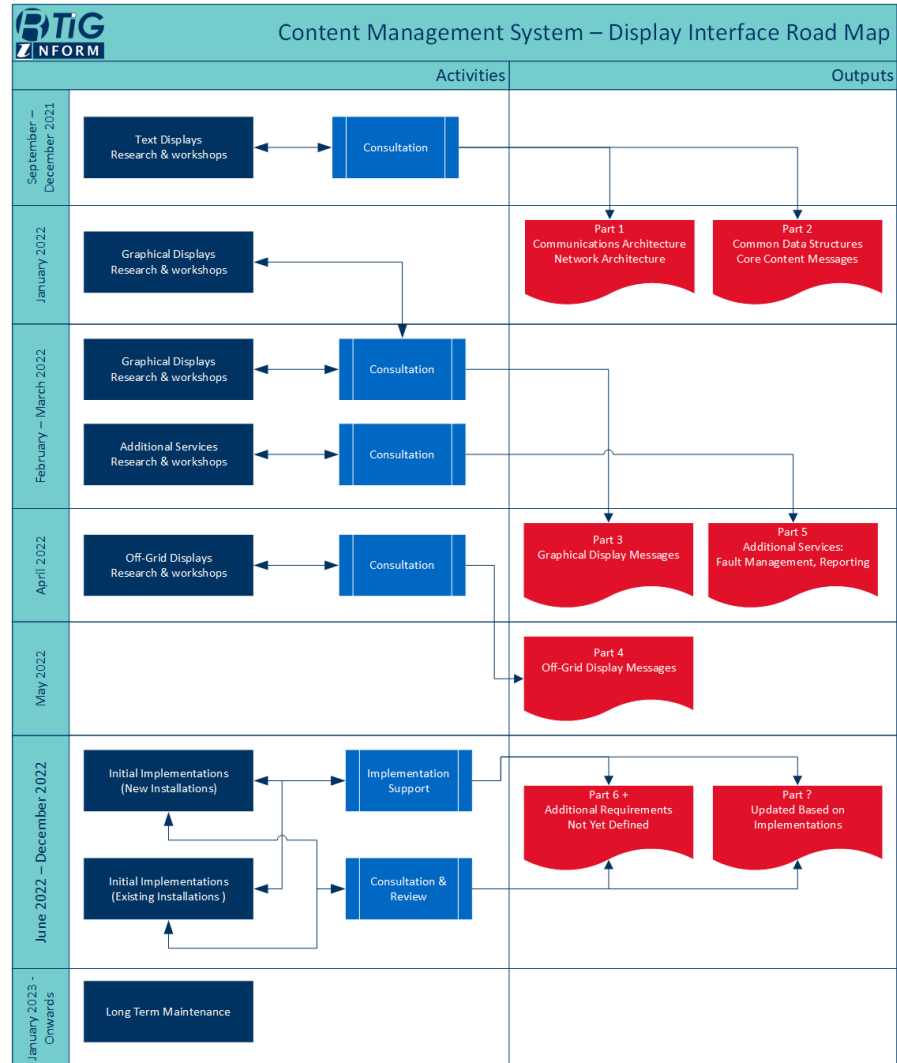 RTiG
iNFORM
Content Management System – Display Interface Road Map
Activities
Outputs
September –
December 2021
Text Displays
Research & workshops
Consultation
January 2022
Graphical Displays
Research & workshops
Part 1
Communications Architecture
Network Architecture
Part 2
Common Data Structures
Core Content Messages
February – March 2022
Graphical Displays
Research & workshops
Consultation
Additional Services
Research & workshops
Consultation
April 2022
Off-Grid Displays
Research & workshops
Consultation
Part 3
Graphical Display Messages
Part 5
Additional Services:
Fault Management, Reporting
May 2022
Part 4
Off-Grid Display Messages
June 2022 – December 2022
Initial Implementations
(New Installations)
Implementation
Support
Part 6 +
Additional Requirements
Not Yet Defined
Part ?
Updated Based on
Implementations
Initial Implementations
(Existing Installations )
Consultation &
Review
January 2023 -
Onwards
Long Term Maintenance